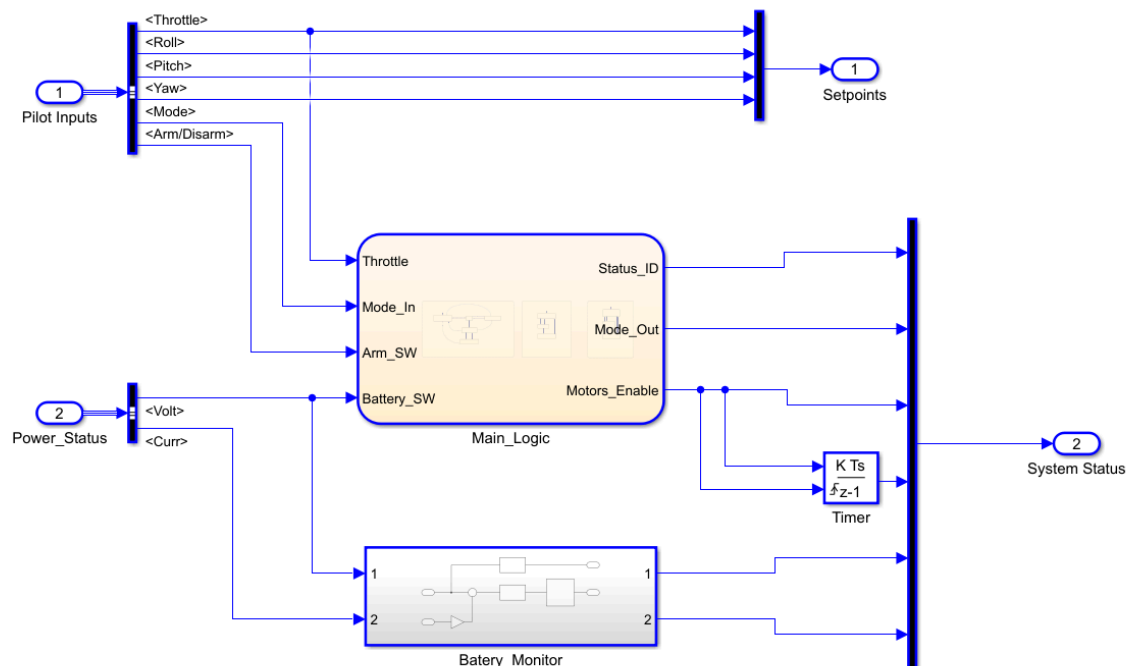 <Throttle>
<Roll>
<Pitch>
<Yaw>
<Mode>
<Arm/Disarm>
1
Pilot Inputs
1
Setpoints
Throttle
Mode_In
Arm_SW
Battery_SW
Status_ID
Mode_Out
Motors_Enable
Main_Logic
2
Power_Status
<Volt>
<Curr>
K Ts
z-1
Timer
2
System Status
1
2
1
2
Batery_Monitor